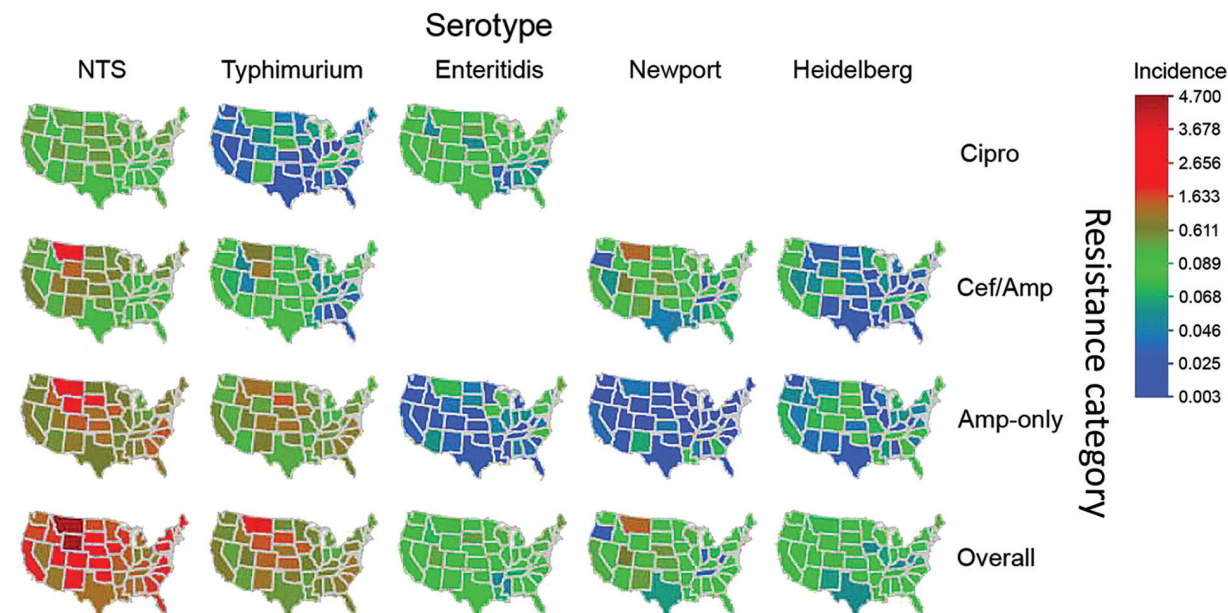 Serotype
NTS Typhimurium Enteritidis Newport Heidelberg
Incidence
4.700
3.678
2.656
1.633
0.611
0.089
0.068
0.046
0.025
0.003
Cipro
Cef/Amp
Amp-only
Overall
Resistance category